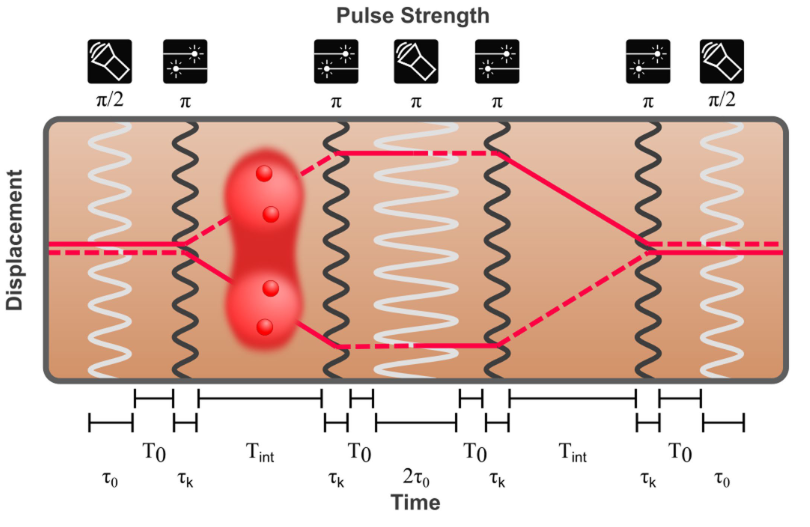 Pulse Strength
π/2 π π π π π π/2
Displacement
T0 Tint T0 T0 Tint T0
τ0 τk τk 2τ0 τk τk τ0
Time